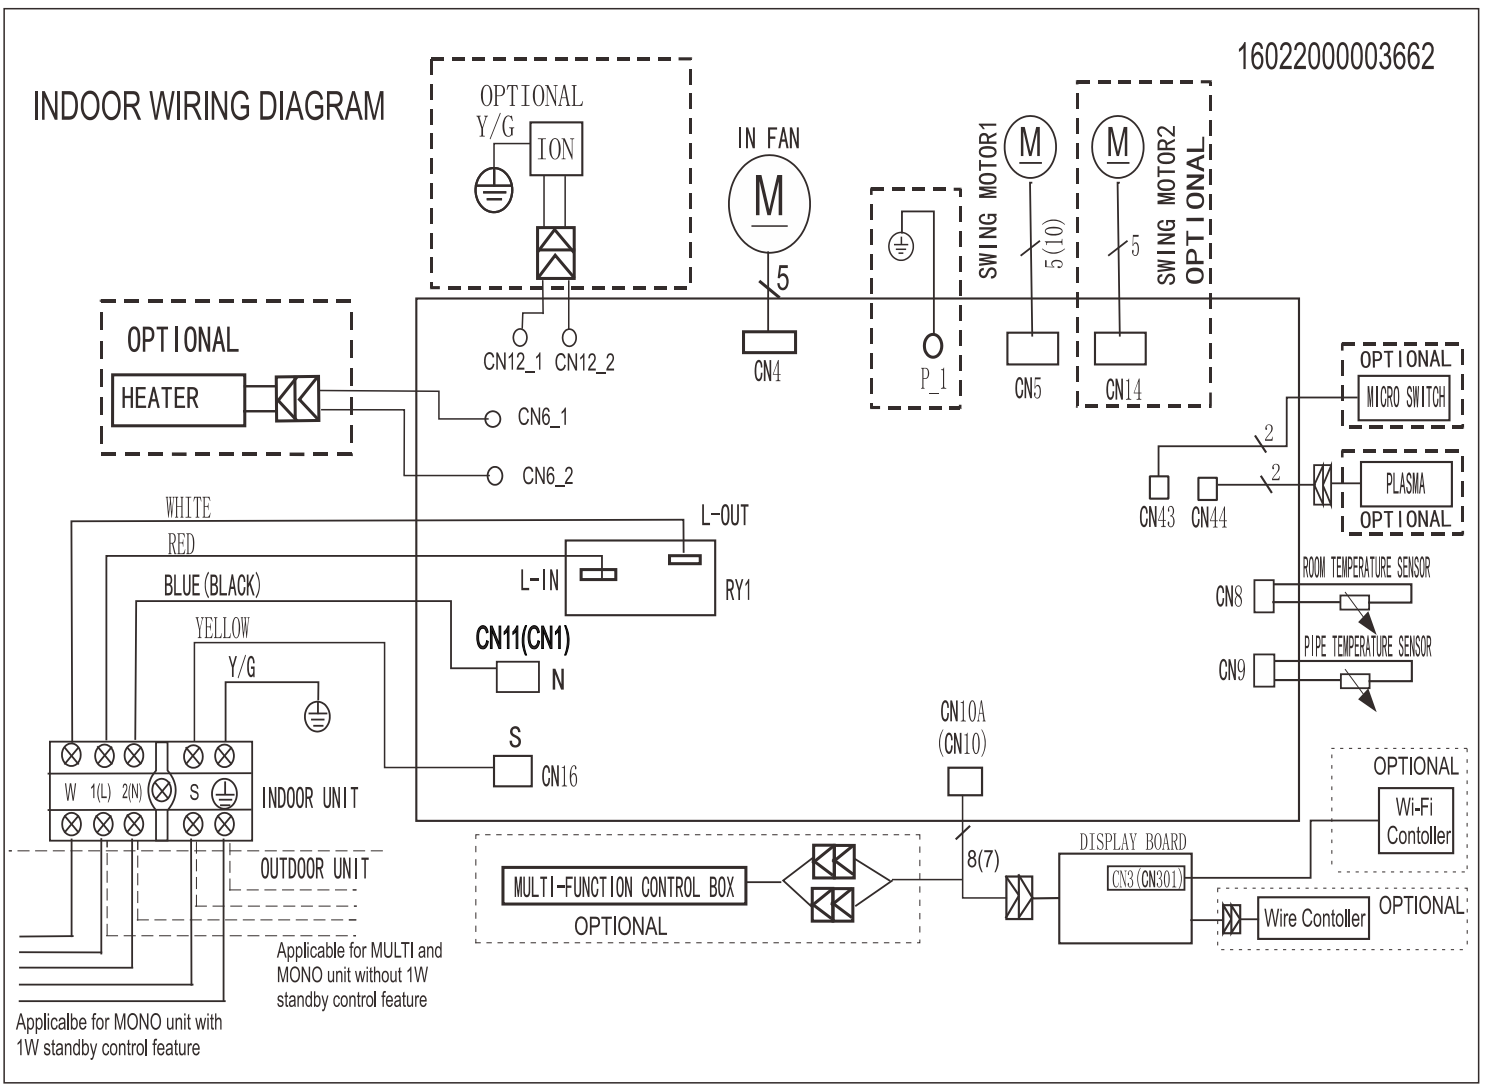 16022000003662
INDOOR WIRING DIAGRAM
OPTIONAL
Y/G
ION
CN12_1
CN12_2
IN FAN
M
5
CN4
P_1
SWING MOTOR1
M
5(10)
CN5
M
5
SWING MOTOR2
OPTIONAL
CN14
OPTIONAL
HEATER
CN6_1
CN6_2
OPTIONAL
MICRO SWITCH
2
CN43
2
CN44
PLASMA
OPTIONAL
WHITE
RED
BLUE(BLACK)
YELLOW
Y/G
L-OUT
L-IN
RY1
CN11(CN1)
N
S
CN16
ROOM TEMPERATURE SENSOR
CN8
PIPE TEMPERATURE SENSOR
CN9
CN10A
(CN10)
8(7)
W
1(L)
2(N)
S
INDOOR UNIT
OUTDOOR UNIT
MULTI-FUNCTION CONTROL BOX
OPTIONAL
DISPLAY BOARD
CN3(CN301)
OPTIONAL
Wi-Fi
Contoller
Wire Contoller
OPTIONAL
Applicable for MULTI and
MONO unit without 1W
standby control feature
Applicalbe for MONO unit with
1W standby control feature